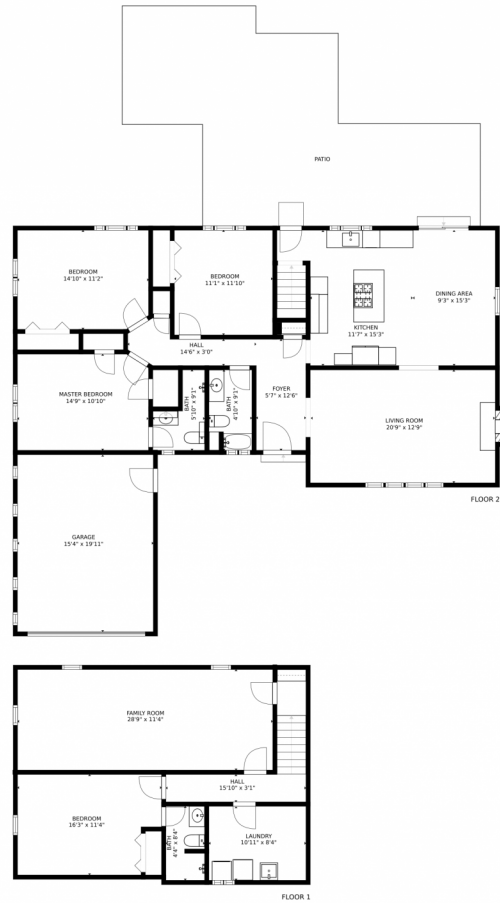 PATIO
BEDROOM
14'10" x 11'2"
BEDROOM
11'1" x 11'10"
DINING AREA
9'3" x 15'3"
KITCHEN
11'7" x 15'3"
HALL
14'6" x 3'0"
MASTER BEDROOM
14'9" x 10'10"
BATH
5'10" x 9'1"
BATH
4'10" x 9'1"
FOYER
5'7" x 12'6"
LIVING ROOM
20'9" x 12'9"
FLOOR 2
GARAGE
15'4" x 19'11"
FAMILY ROOM
28'9" x 11'4"
HALL
15'10" x 3'1"
BEDROOM
16'3" x 11'4"
BATH
4'4" x 8'4"
LAUNDRY
10'11" x 8'4"
FLOOR 1